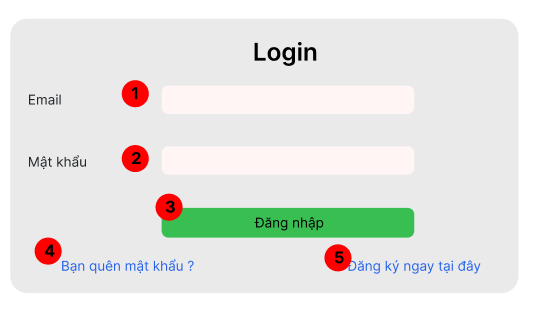 Login
Email 1
Mật khẩu 2
3 Đăng nhập
4 Bạn quên mật khẩu ? 5 Đăng ký ngay tại đây